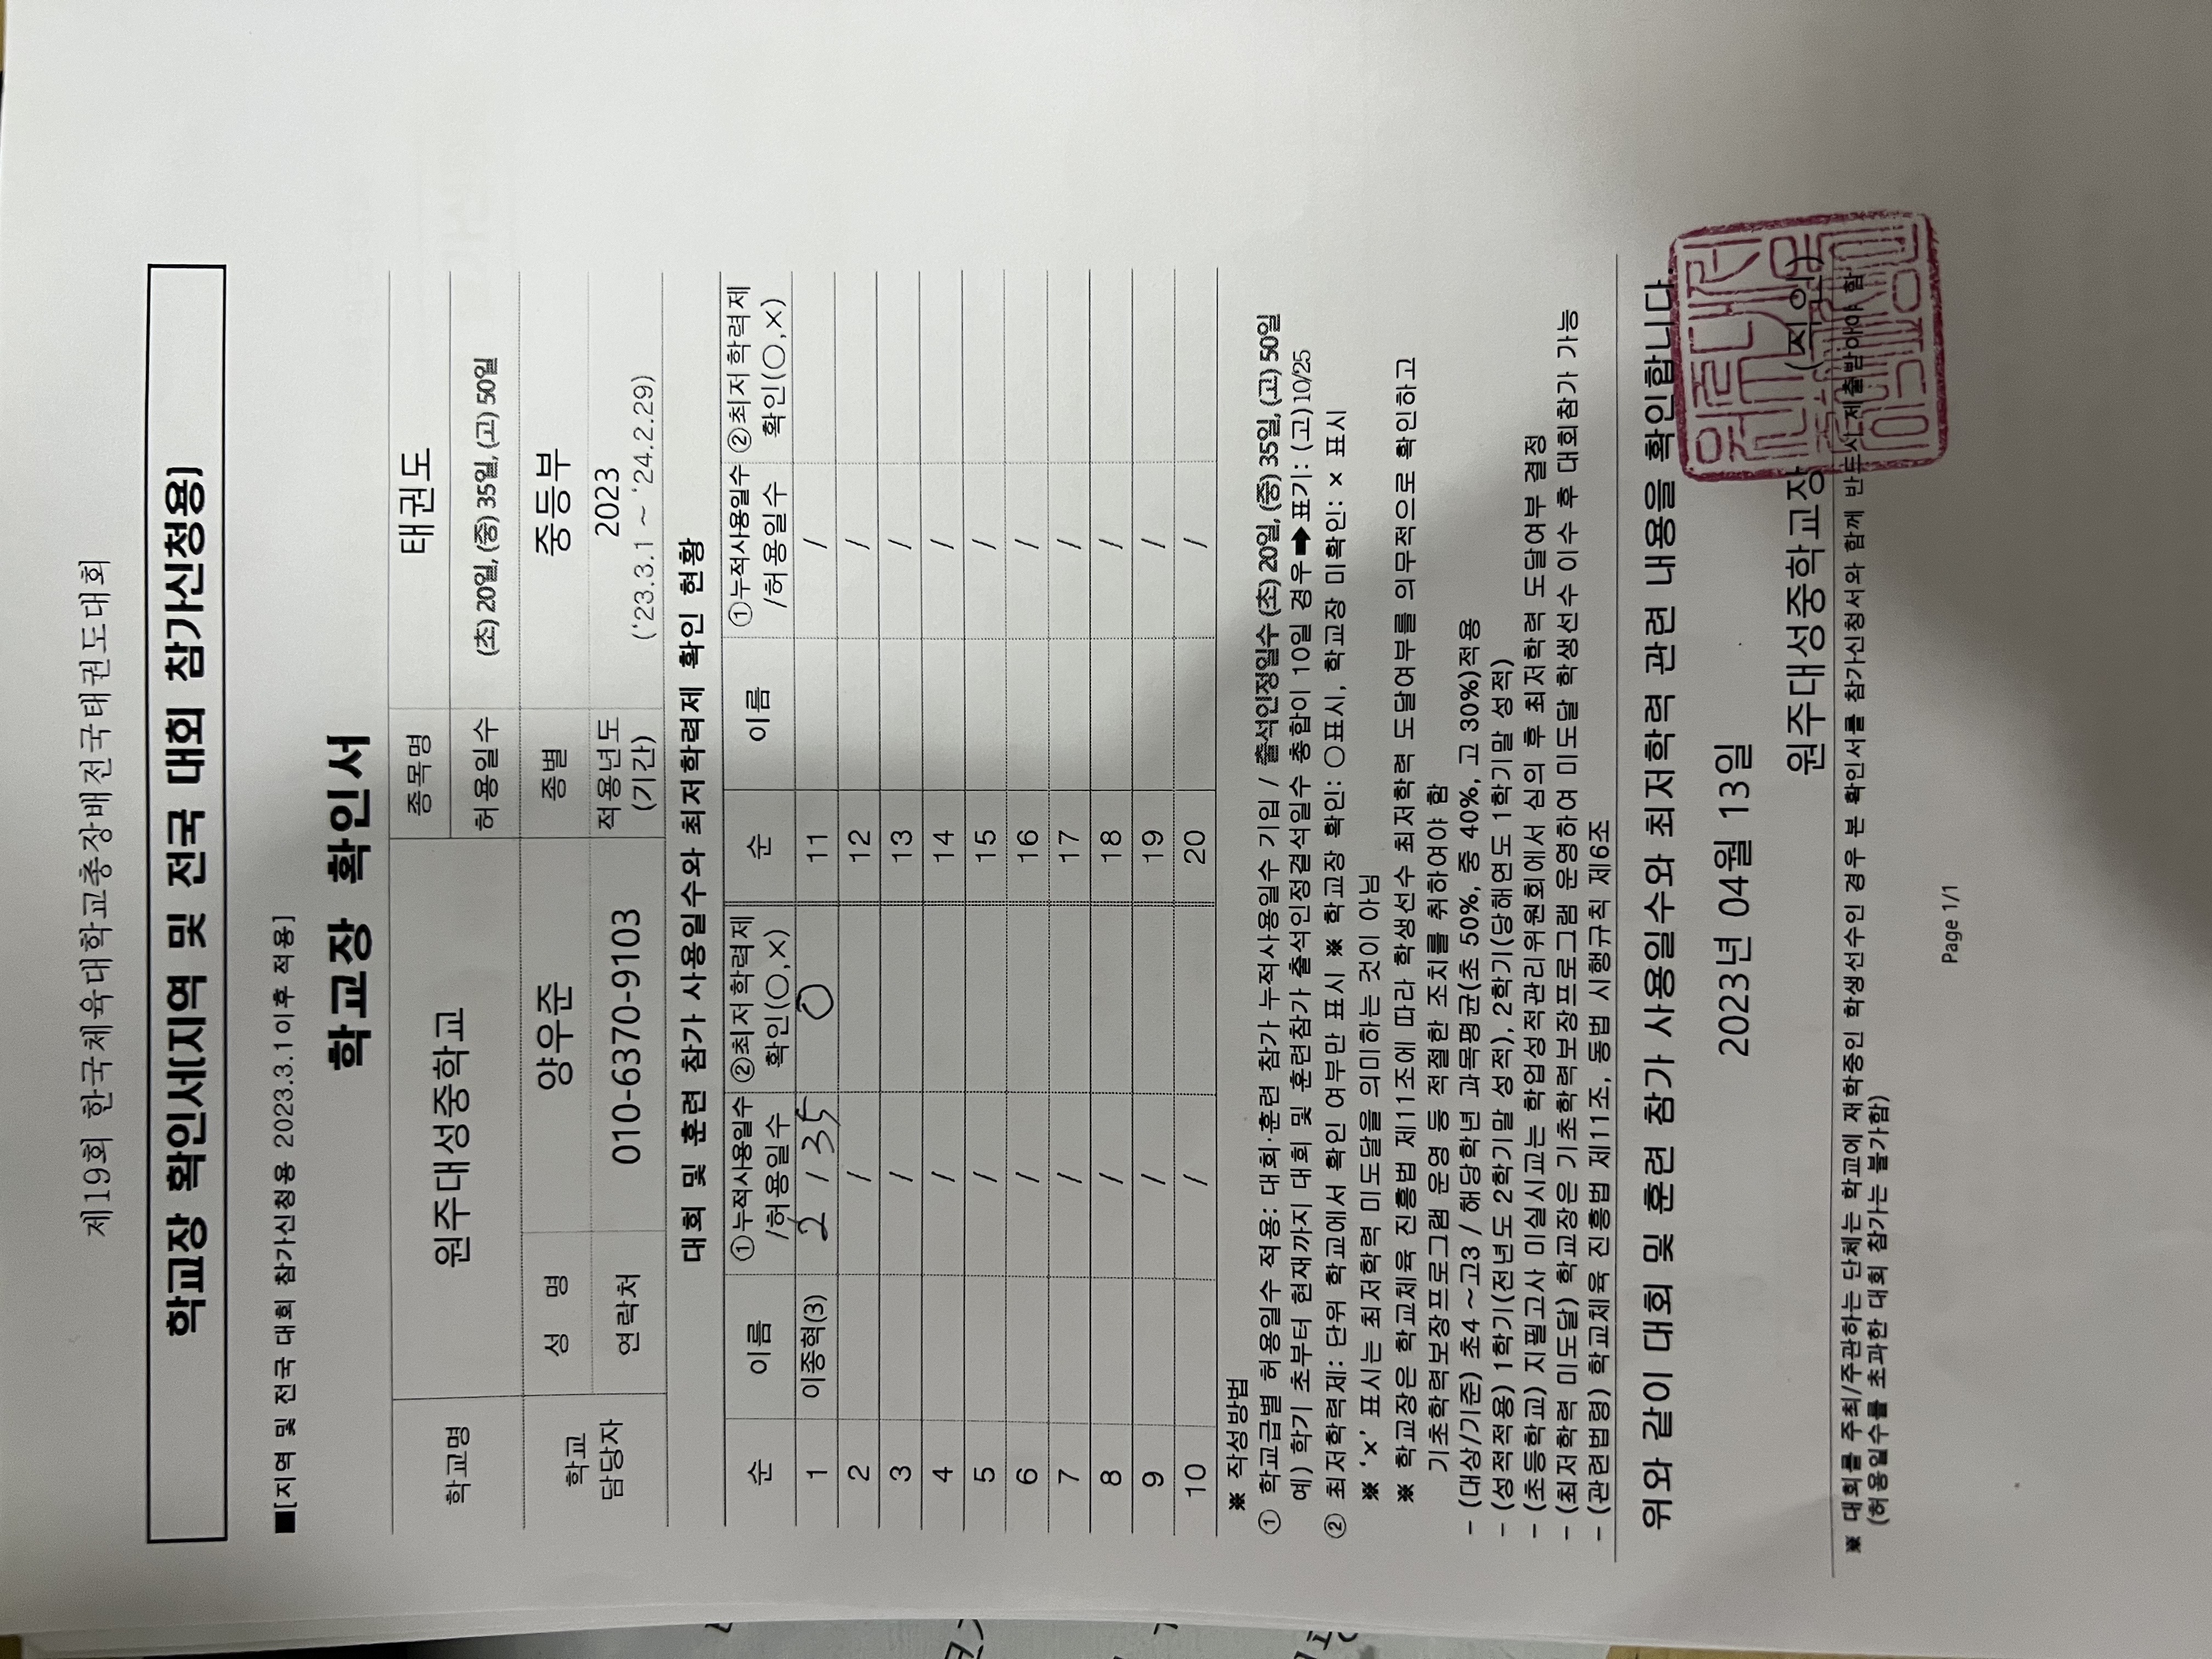 제19회 한국체육대학교총장배전국태권도대회
학교장 확인서(지역 및 전국 대회 참가신청용)
■[지역 및 전국 대회 참가신청용 2023.3.1이후 적용]
학교장 확인서
학교명 원주대성중학교 종목명 태권도
허용일수 (초) 20일, (중) 35일, (고) 50일
학교 담당자 성 명 양우준 종별 중등부
연락처 010-6370-9103 적용년도 (기간) 2023 ('23.3.1 ~ '24.2.29)
대회 및 훈련 참가 사용일수와 최저학력제 확인 현황
순 이름 ①누적사용일수 /허용일수 ②최저학력제 확인(○,×) 순 이름 ①누적사용일수 /허용일수 ②최저학력제 확인(○,×)
1 이종혁(3) 2 / 35 ○ 11 /
2 / 12 /
3 / 13 /
4 / 14 /
5 / 15 /
6 / 16 /
7 / 17 /
8 / 18 /
9 / 19 /
10 / 20 /
※ 작성방법
① 학교급별 허용일수 적용: 대회·훈련 참가 누적사용일수 기입 / 출석인정일수 (초) 20일, (중) 35일, (고) 50일
예) 학기 초부터 현재까지 대회 및 훈련참가 출석인정결석일수 총합이 10일 경우 ➡ 표기: (고)10/25
② 최저학력제: 단위 학교에서 확인 여부만 표시 ※ 학교장 확인: ○표시, 학교장 미확인: × 표시
※ 'x' 표시는 최저학력 미도달을 의미하는 것이 아님
※ 학교장은 학교체육 진흥법 제11조에 따라 학생선수 최저학력 도달여부를 의무적으로 확인하고
기초학력보장프로그램 운영 등 적절한 조치를 취하여야 함
- (대상/기준) 초4 ~고3 / 해당학년 과목평균(초 50%, 중 40%, 고 30%)적용
- (성적적용) 1학기(전년도 2학기말 성적), 2학기(당해연도 1학기말 성적)
- (초등학교) 지필고사 미실시교는 학업성적관리위원회에서 심의 후 최저학력 도달여부 결정
- (최저학력 미도달) 학교장은 기초학력보장프로그램 운영하여 미도달 학생선수 이수 후 대회참가 가능
- (관련법령) 학교체육 진흥법 제11조, 동법 시행규칙 제6조
위와 같이 대회 및 훈련 참가 사용일수와 최저학력 관련 내용을 확인합니다.
2023년 04월 13일
원주대성중학교장 (직인)
※ 대회를 주최/주관하는 단체는 학교에 재학중인 학생선수인 경우 본 확인서를 참가신청서와 함께 반드시 제출받아야 함
(허용일수를 초과한 대회 참가는 불가함)
Page 1/1